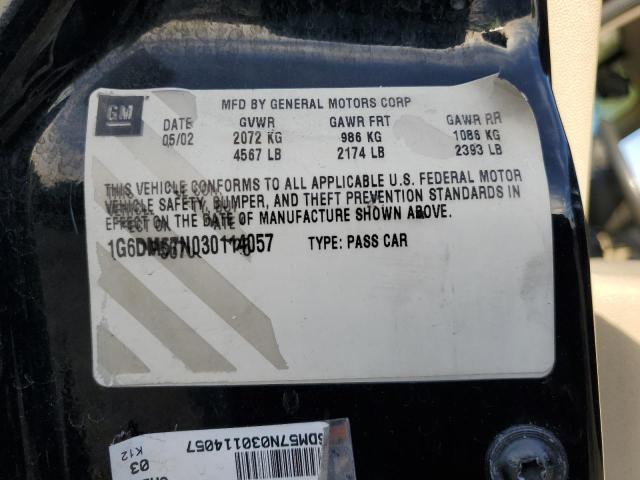 GM
MFD BY GENERAL MOTORS CORP
DATE GVWR GAWR FRT GAWR RR
05/02 2072 KG 986 KG 1086 KG
4567 LB 2174 LB 2393 LB
THIS VEHICLE CONFORMS TO ALL APPLICABLE U.S. FEDERAL MOTOR
VEHICLE SAFETY, BUMPER, AND THEFT PREVENTION STANDARDS IN
EFFECT ON THE DATE OF MANUFACTURE SHOWN ABOVE.
1G6DM57N030114057 TYPE: PASS CAR
6DM57N030114057
03
K12